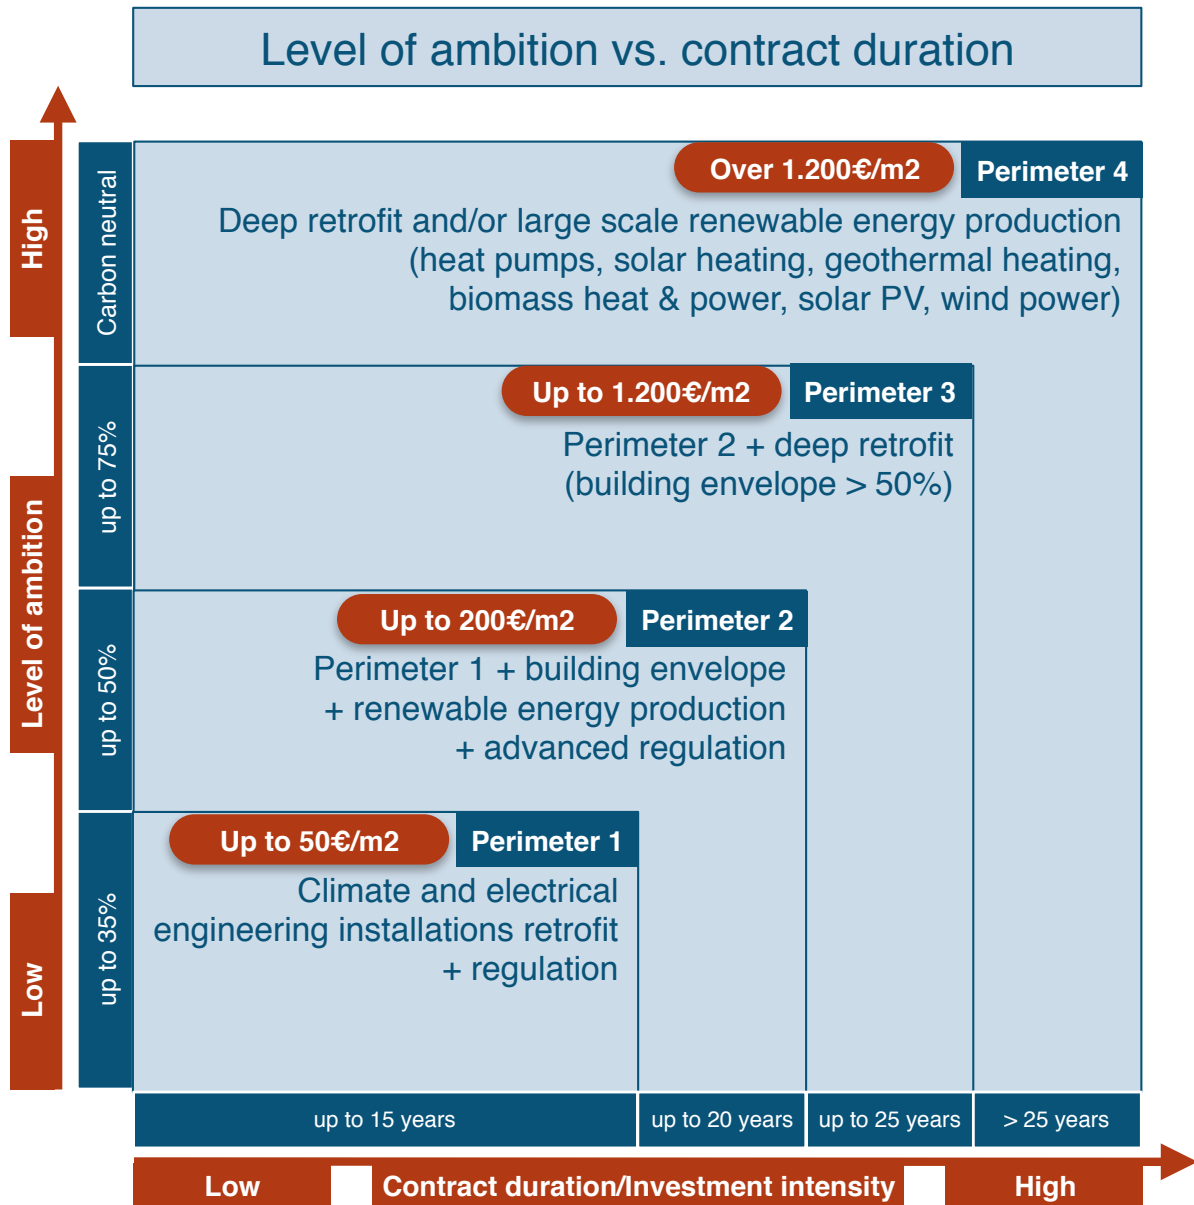 Level of ambition vs. contract duration
High
Level of ambition
Low
Carbon neutral
up to 75%
up to 50%
up to 35%
Over 1.200€/m2
Perimeter 4
Deep retrofit and/or large scale renewable energy production
(heat pumps, solar heating, geothermal heating,
biomass heat & power, solar PV, wind power)
Up to 1.200€/m2
Perimeter 3
Perimeter 2 + deep retrofit
(building envelope > 50%)
Up to 200€/m2
Perimeter 2
Perimeter 1 + building envelope
+ renewable energy production
+ advanced regulation
Up to 50€/m2
Perimeter 1
Climate and electrical
engineering installations retrofit
+ regulation
up to 15 years
up to 20 years
up to 25 years
> 25 years
Low
Contract duration/Investment intensity
High